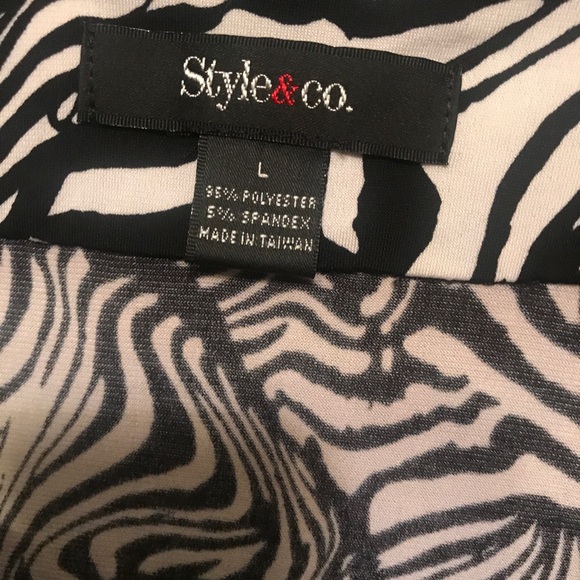 Style&co.
L
95% POLYESTER
5% SPANDEX
MADE IN TAIWAN